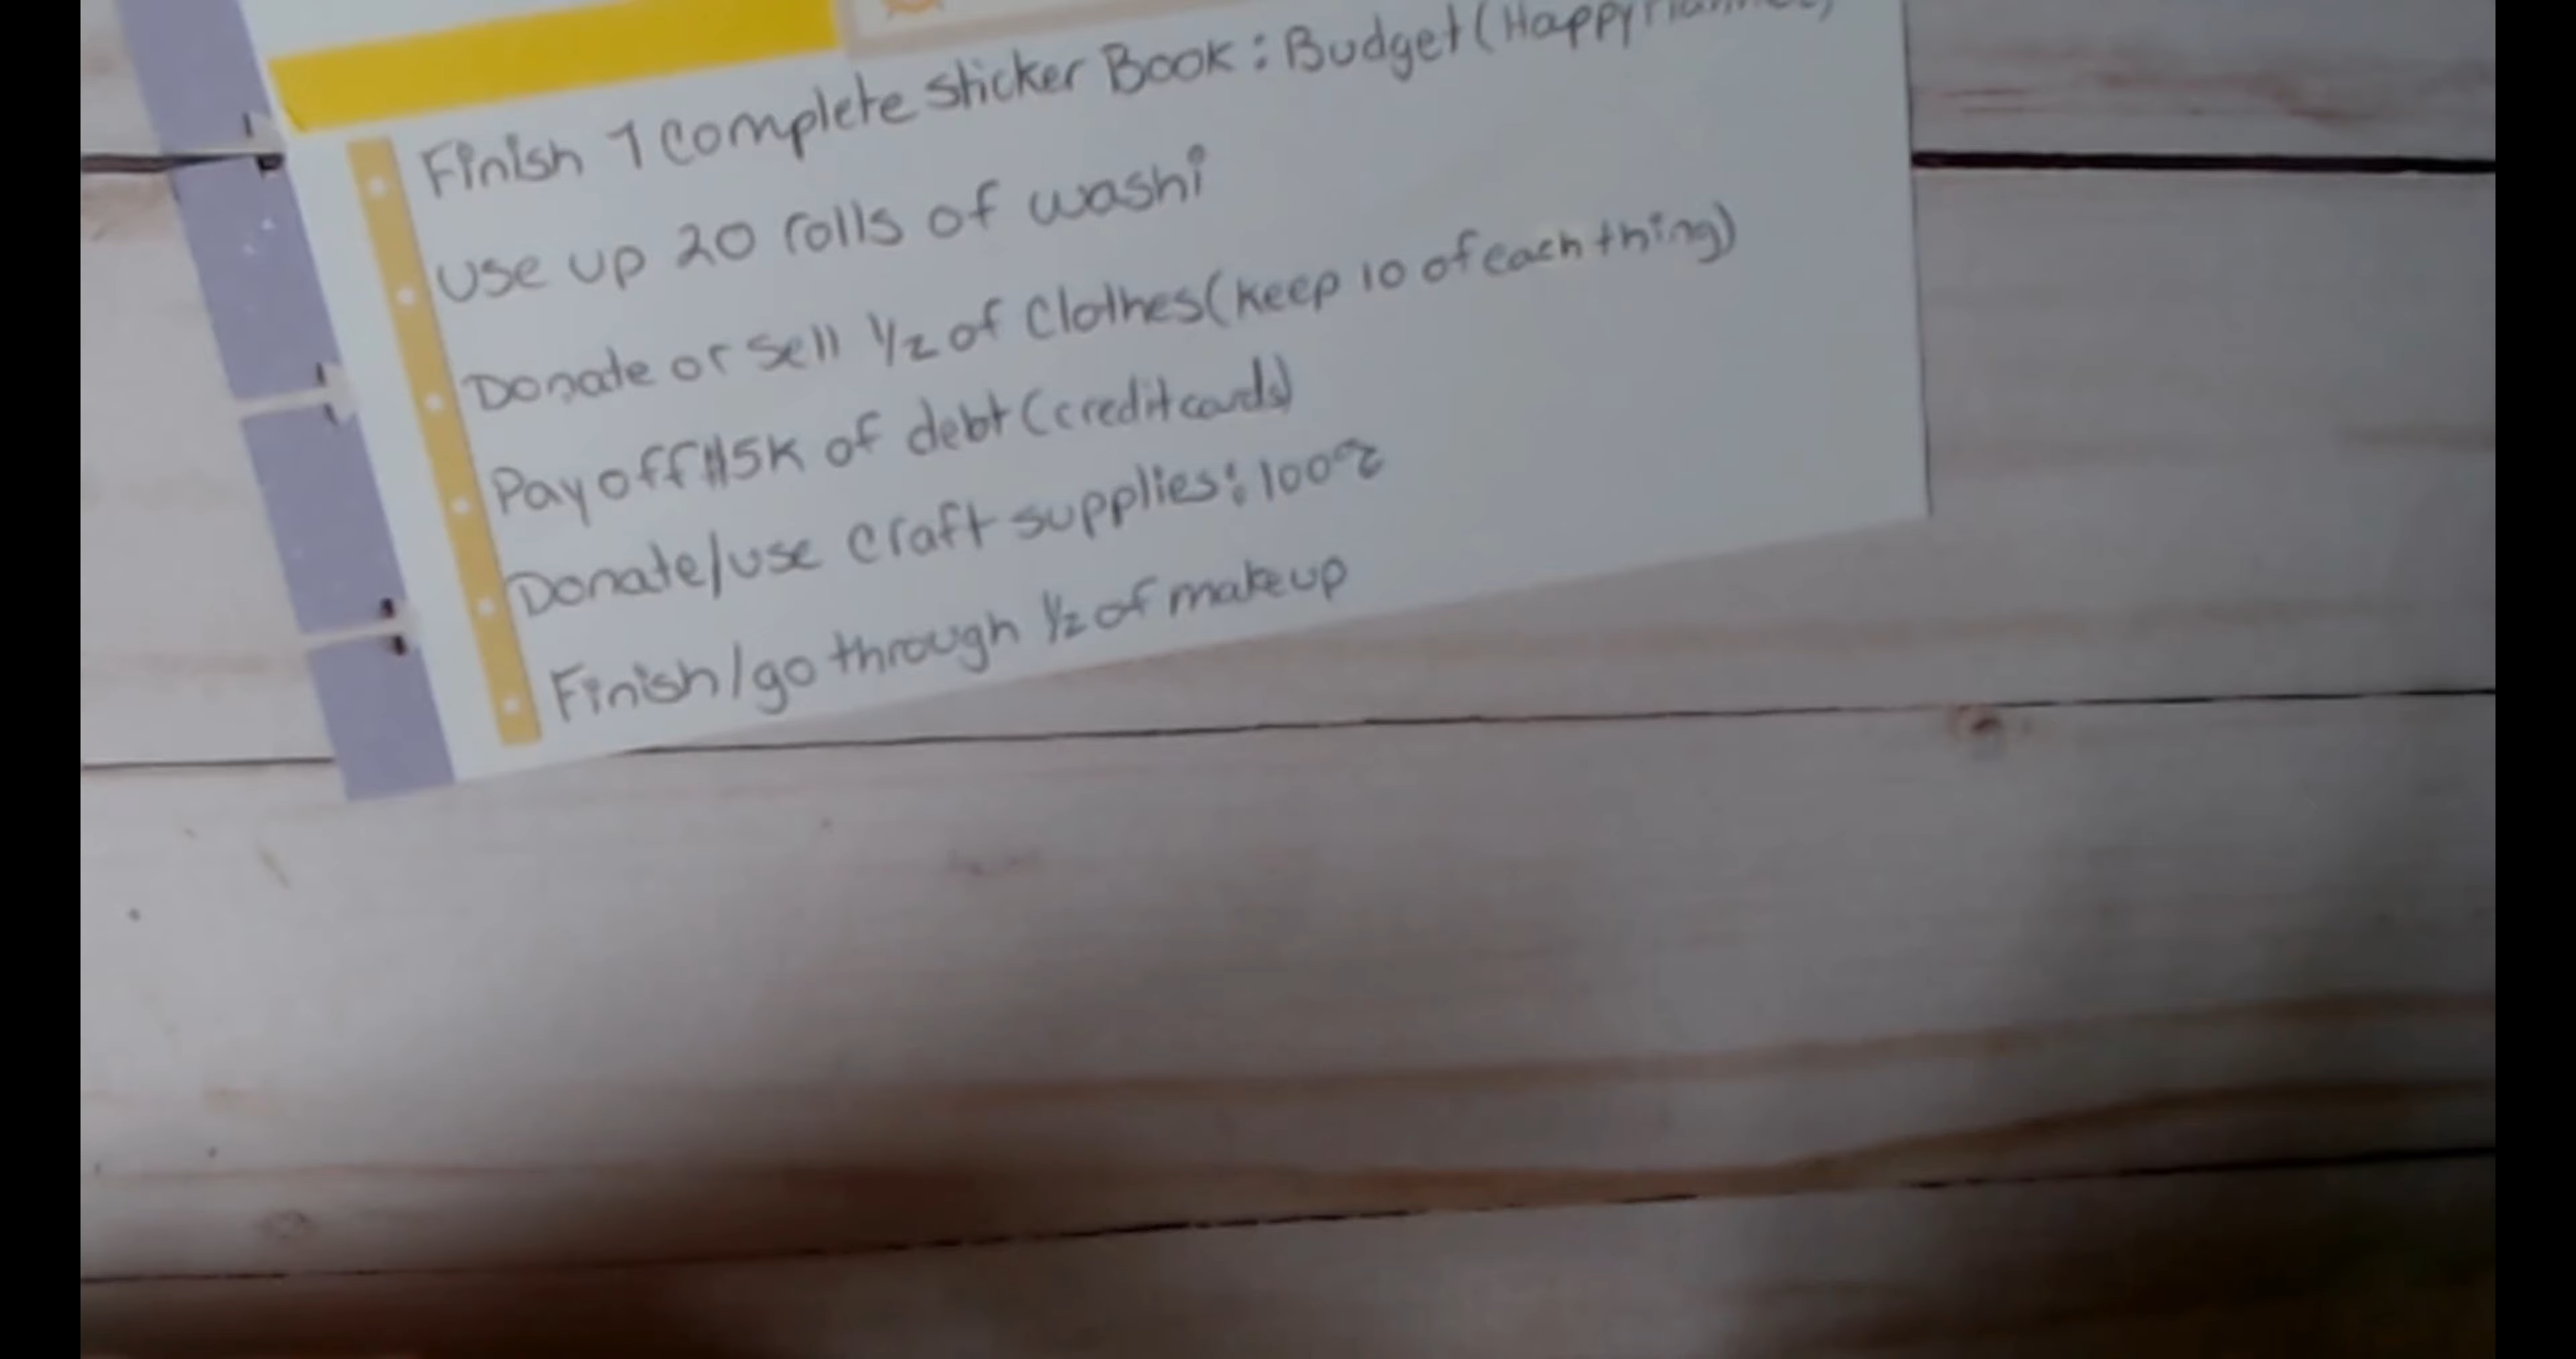 Finish 1 Complete sticker Book: Budget (Happy
Use up 20 rolls of washi
Donate or sell 1/2 of Clothes (keep 10 of each thing)
Pay off $5K of debt (credit cards)
Donate/use craft supplies: 100%
Finish/go through 1/2 of makeup